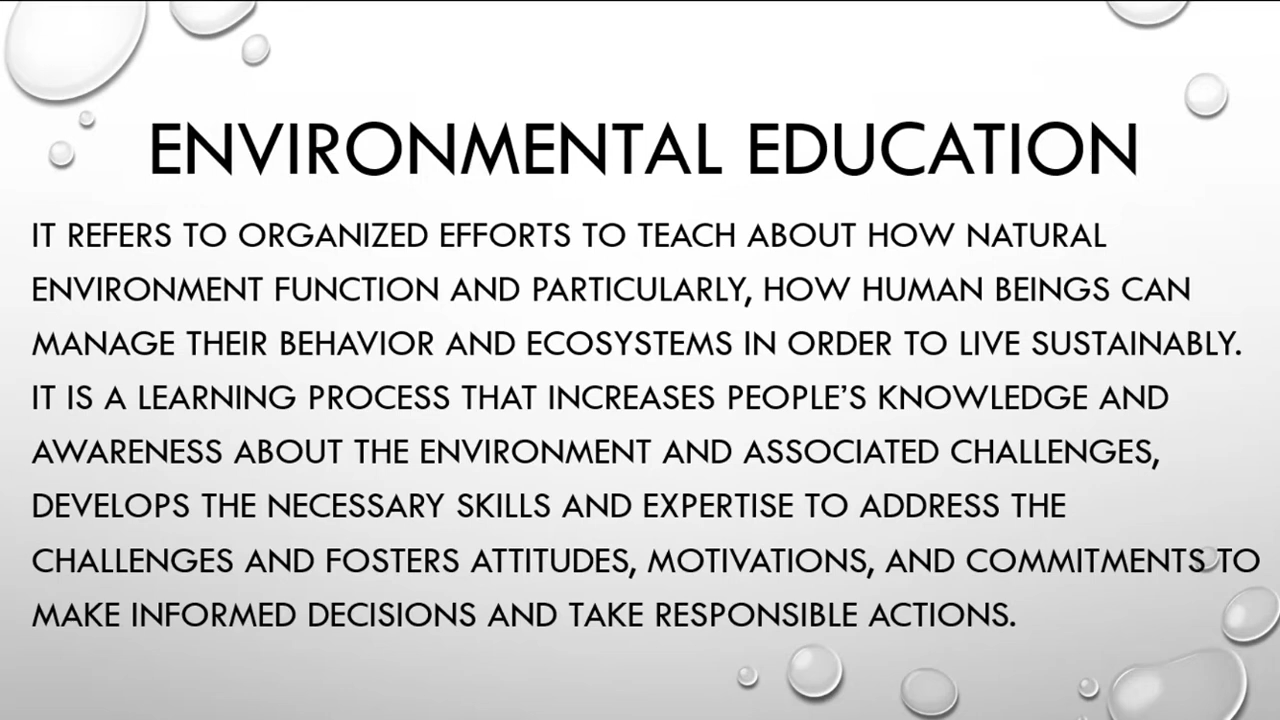 ENVIRONMENTAL EDUCATION
IT REFERS TO ORGANIZED EFFORTS TO TEACH ABOUT HOW NATURAL
ENVIRONMENT FUNCTION AND PARTICULARLY, HOW HUMAN BEINGS CAN
MANAGE THEIR BEHAVIOR AND ECOSYSTEMS IN ORDER TO LIVE SUSTAINABLY.
IT IS A LEARNING PROCESS THAT INCREASES PEOPLE’S KNOWLEDGE AND
AWARENESS ABOUT THE ENVIRONMENT AND ASSOCIATED CHALLENGES,
DEVELOPS THE NECESSARY SKILLS AND EXPERTISE TO ADDRESS THE
CHALLENGES AND FOSTERS ATTITUDES, MOTIVATIONS, AND COMMITMENTS TO
MAKE INFORMED DECISIONS AND TAKE RESPONSIBLE ACTIONS.